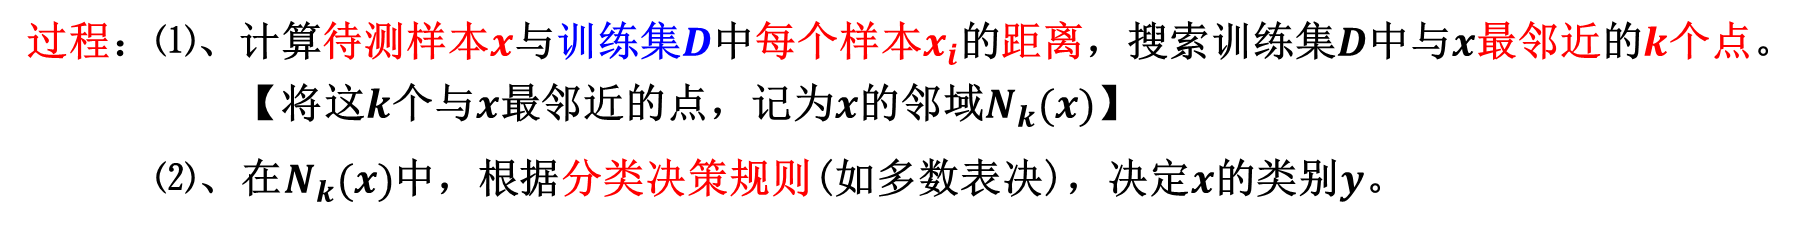 过程：⑴、计算待测样本x与训练集D中每个样本xᵢ的距离，搜索训练集D中与x最邻近的k个点。
【将这k个与x最邻近的点，记为x的邻域Nₖ(x)】
⑵、在Nₖ(x)中，根据分类决策规则(如多数表决)，决定x的类别y。